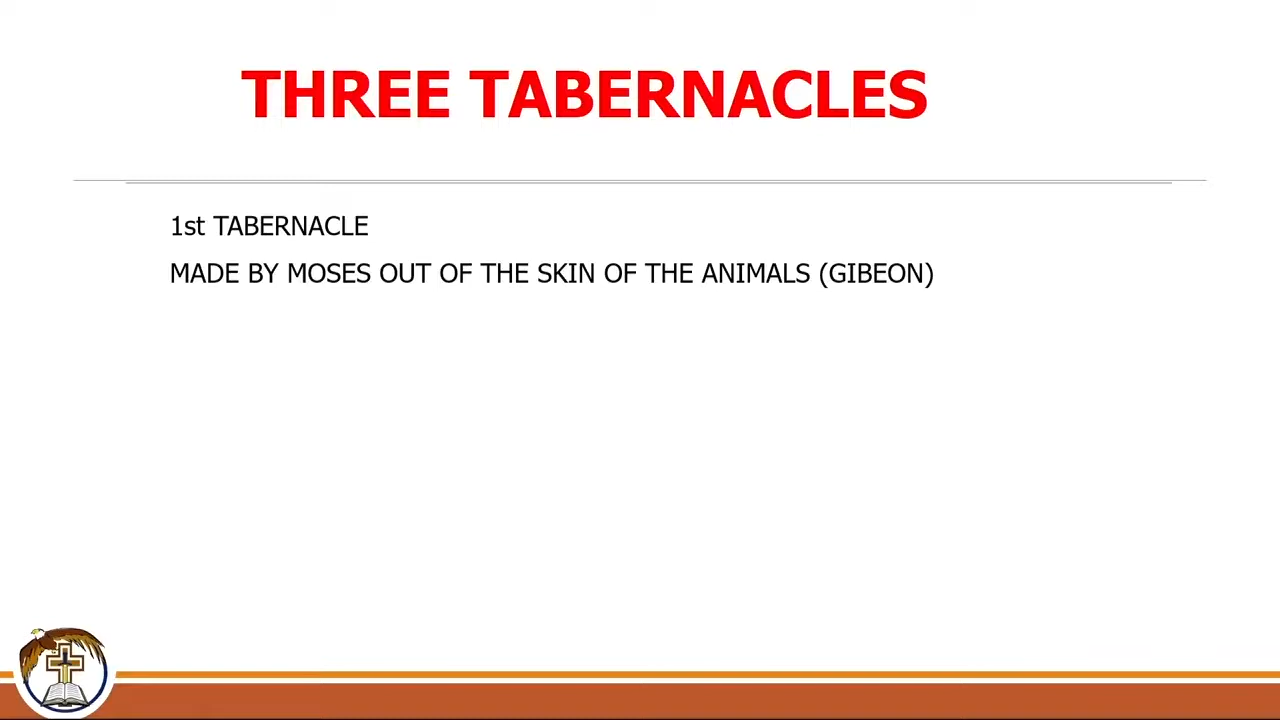 THREE TABERNACLES
1st TABERNACLE
MADE BY MOSES OUT OF THE SKIN OF THE ANIMALS (GIBEON)